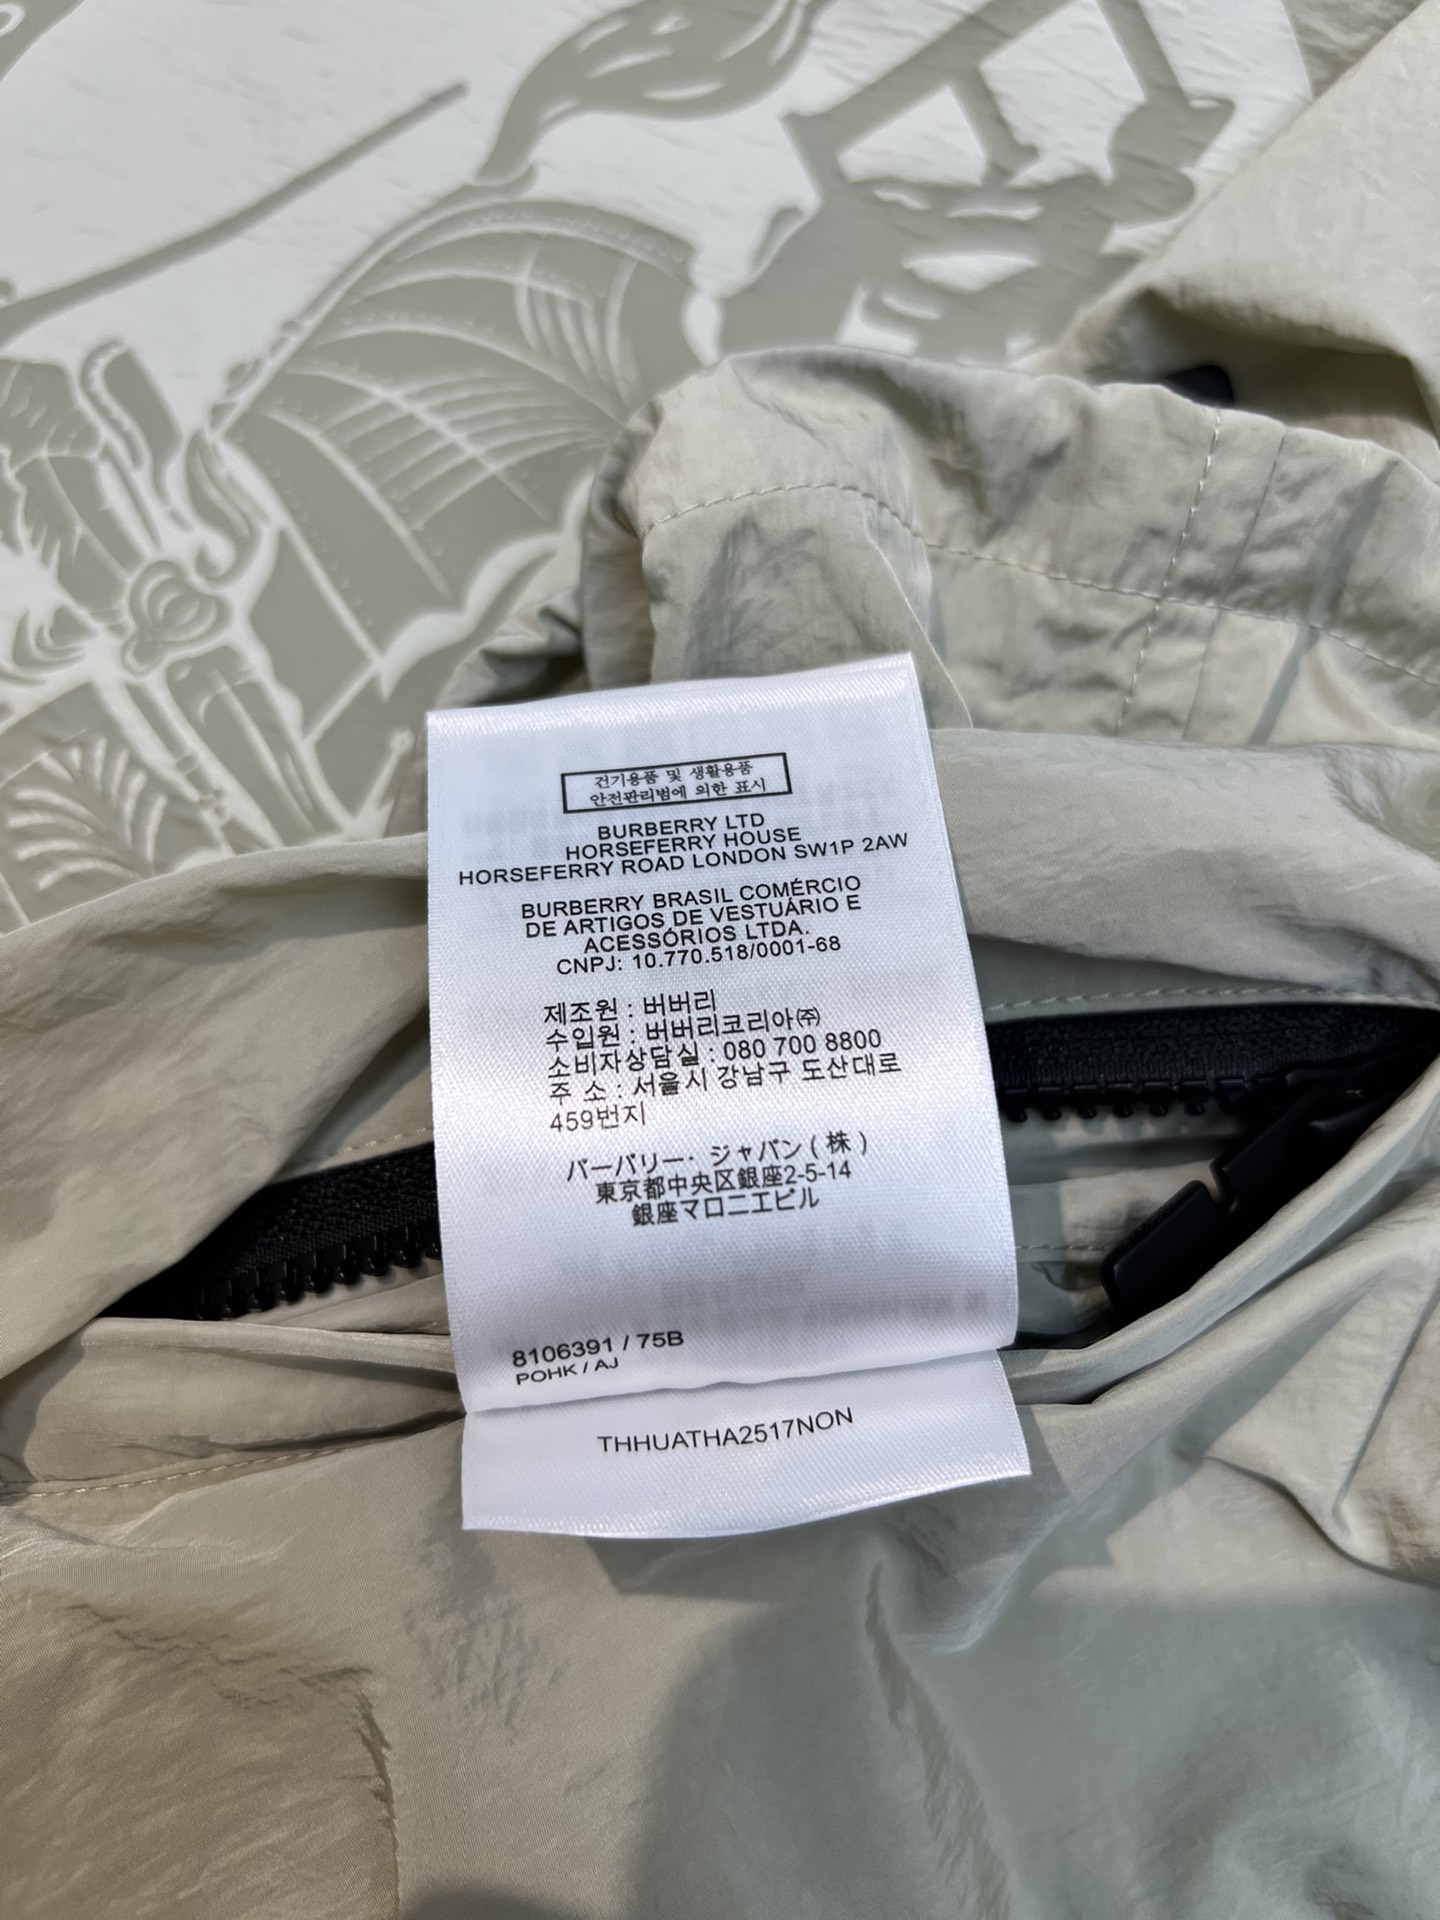 건기용품 및 생활용품
안전판리범에 의한 표시
BURBERRY LTD
HORSEFERRY HOUSE
HORSEFERRY ROAD LONDON SW1P 2AW
BURBERRY BRASIL COMÉRCIO
DE ARTIGOS DE VESTUÁRIO E
ACESSÓRIOS LTDA.
CNPJ: 10.770.518/0001-68
제조원 : 버버리
수입원 : 버버리코리아㈜
소비자상담실 : 080 700 8800
주 소 : 서울시 강남구 도산대로
459번지
バーバリー・ジャパン(株)
東京都中央区銀座2-5-14
銀座マロニエビル
8106391 / 75B
POHK / AJ
THHUATHA2517NON